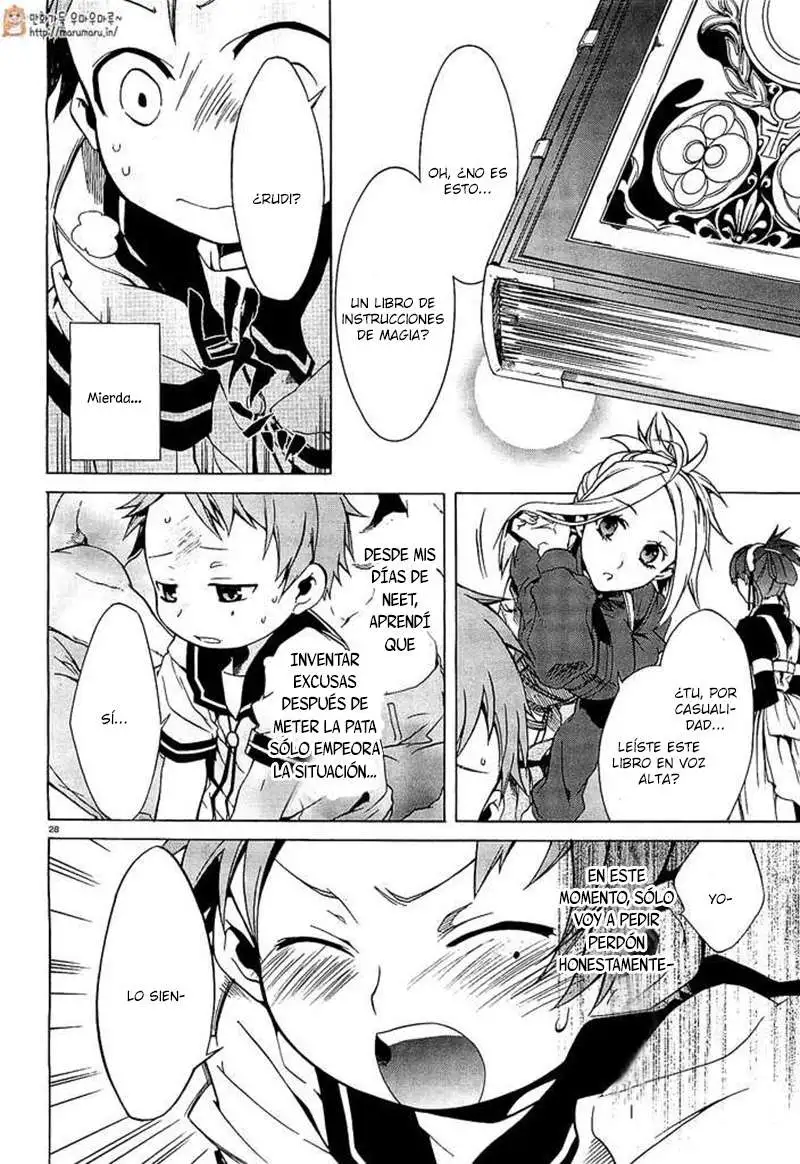 만화가득 우마우마루~
http://marumaru.in/
OH, ¿NO ES
ESTO...
UN LIBRO DE
INSTRUCCIONES
DE MAGIA?
¿RUDI?
Mierda...
¿TU, POR
CASUALI-
DAD...
LEÍSTE ESTE
LIBRO EN VOZ
ALTA?
DESDE MIS
DÍAS DE
NEET,
APRENDÍ
QUE
INVENTAR
EXCUSAS
DESPUÉS DE
METER LA PATA
SÓLO EMPEORA
LA SITUACIÓN...
SÍ...
28
YO-
EN ESTE
MOMENTO, SÓLO
VOY A PEDIR
PERDÓN
HONESTAMENTE-
LO SIEN-